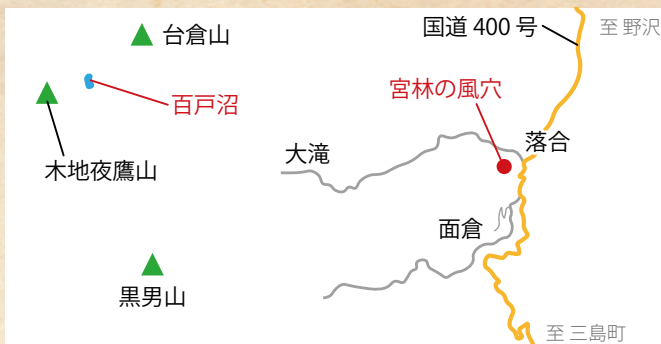 台倉山
国道 400 号
至 野沢
百戸沼
宮林の風穴
木地夜鷹山
大滝
落合
面倉
黒男山
至 三島町